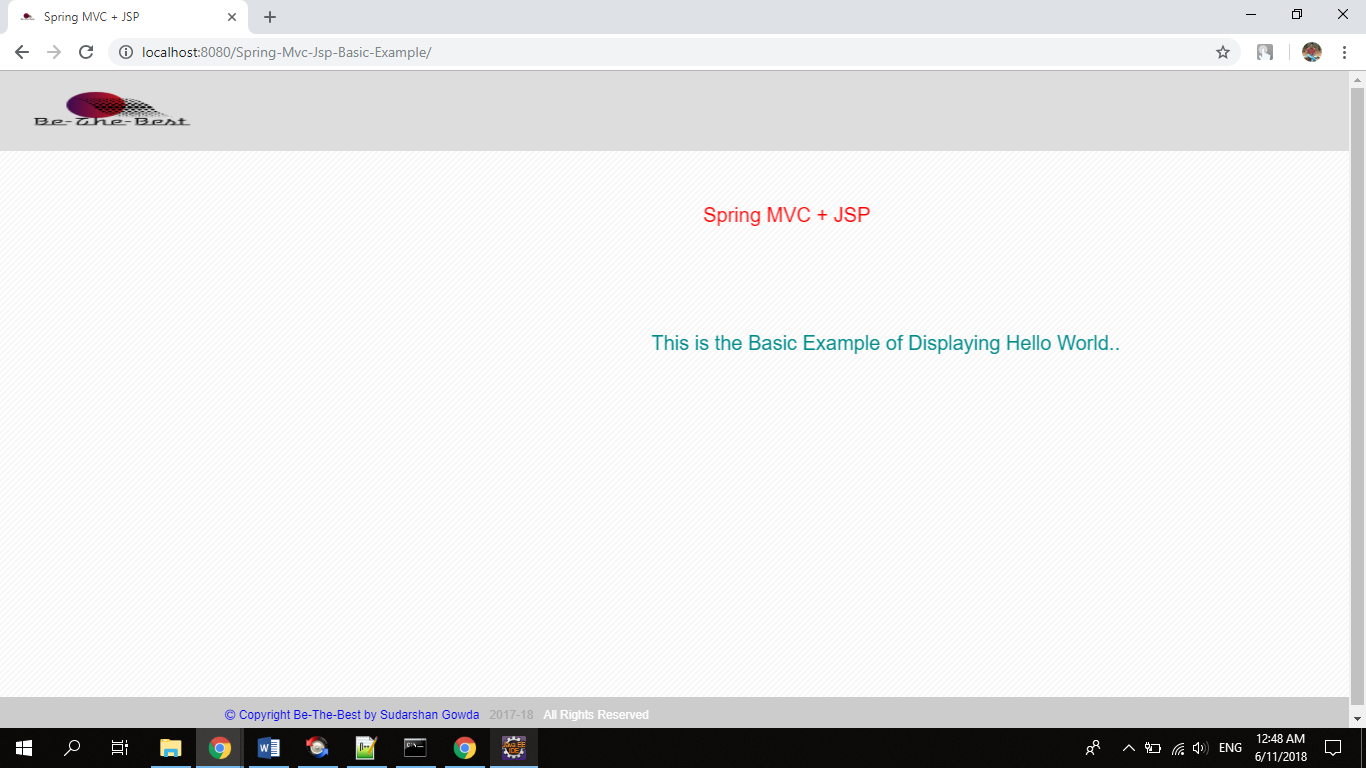 Spring MVC + JSP
localhost:8080/Spring-Mvc-Jsp-Basic-Example/
Be-The-Best
Spring MVC + JSP
This is the Basic Example of Displaying Hello World..
© Copyright Be-The-Best by Sudarshan Gowda 2017-18 All Rights Reserved
ENG
12:48 AM
6/11/2018